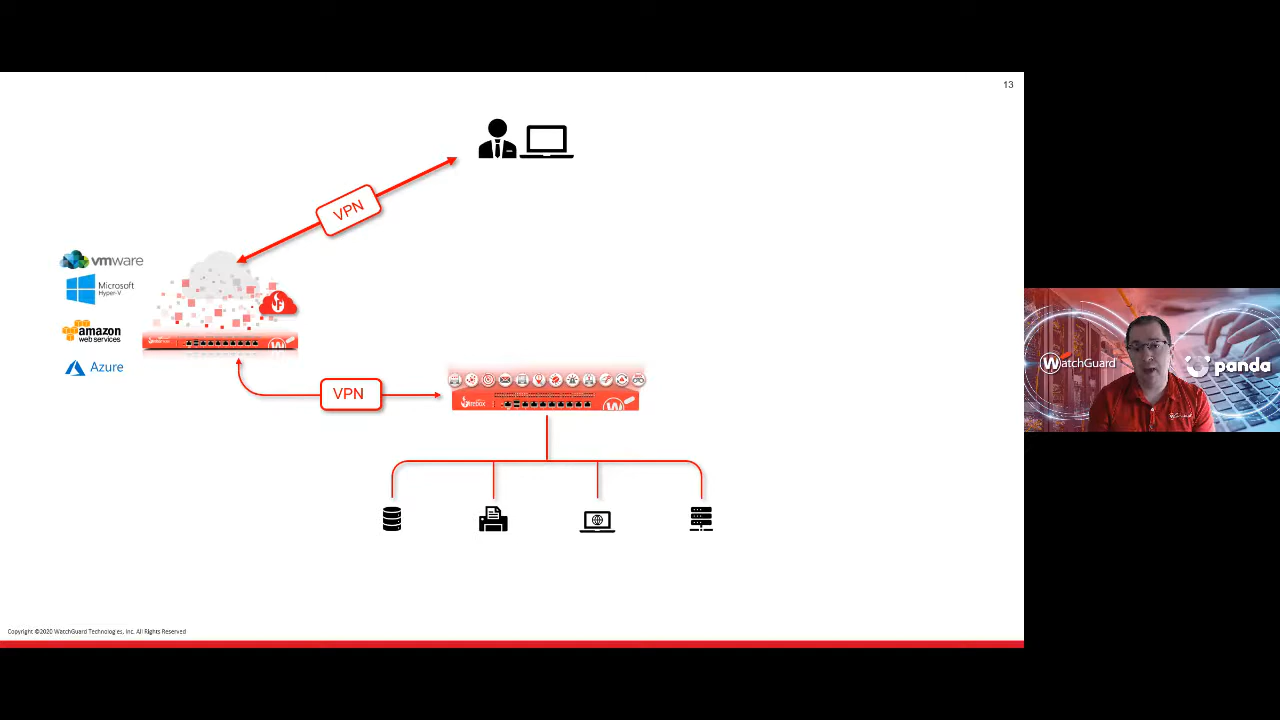 13
VPN
vmware
Microsoft
Hyper-V
amazon
web services
Azure
VPN
Firebox
WatchGuard
panda
Copyright ©2020 WatchGuard Technologies, Inc. All Rights Reserved